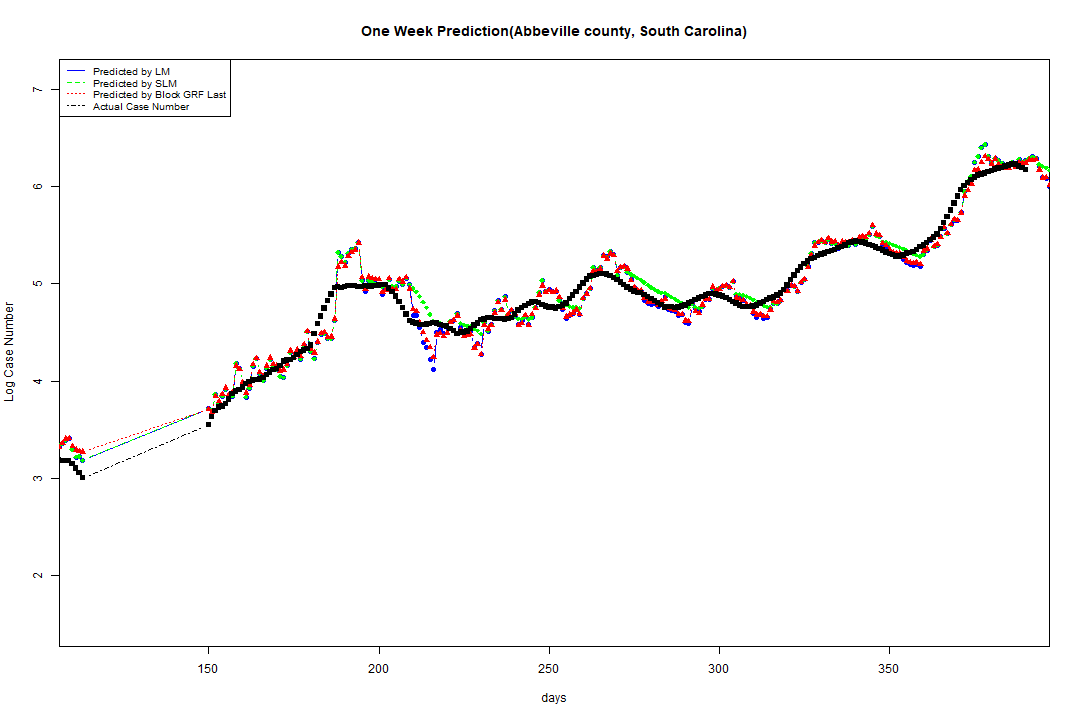 One Week Prediction(Abbeville county, South Carolina)
Predicted by LM
Predicted by SLM
Predicted by Block GRF Last
Actual Case Number
7
6
5
4
3
2
Log Case Number
150 200 250 300 350
days